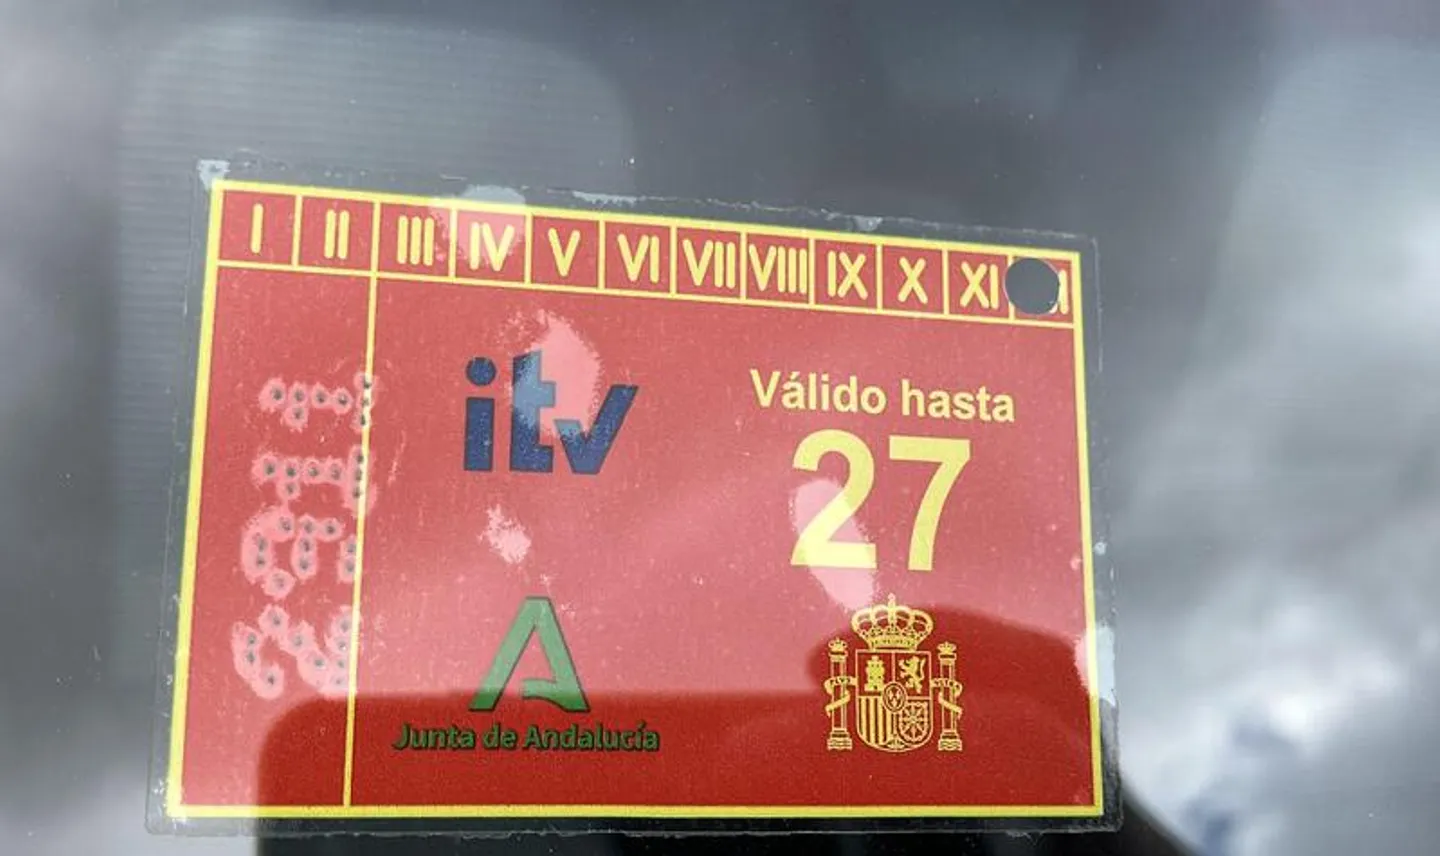 I II III IV V VI VII VIII IX X XI
itv
Válido hasta
27
Junta de Andalucía